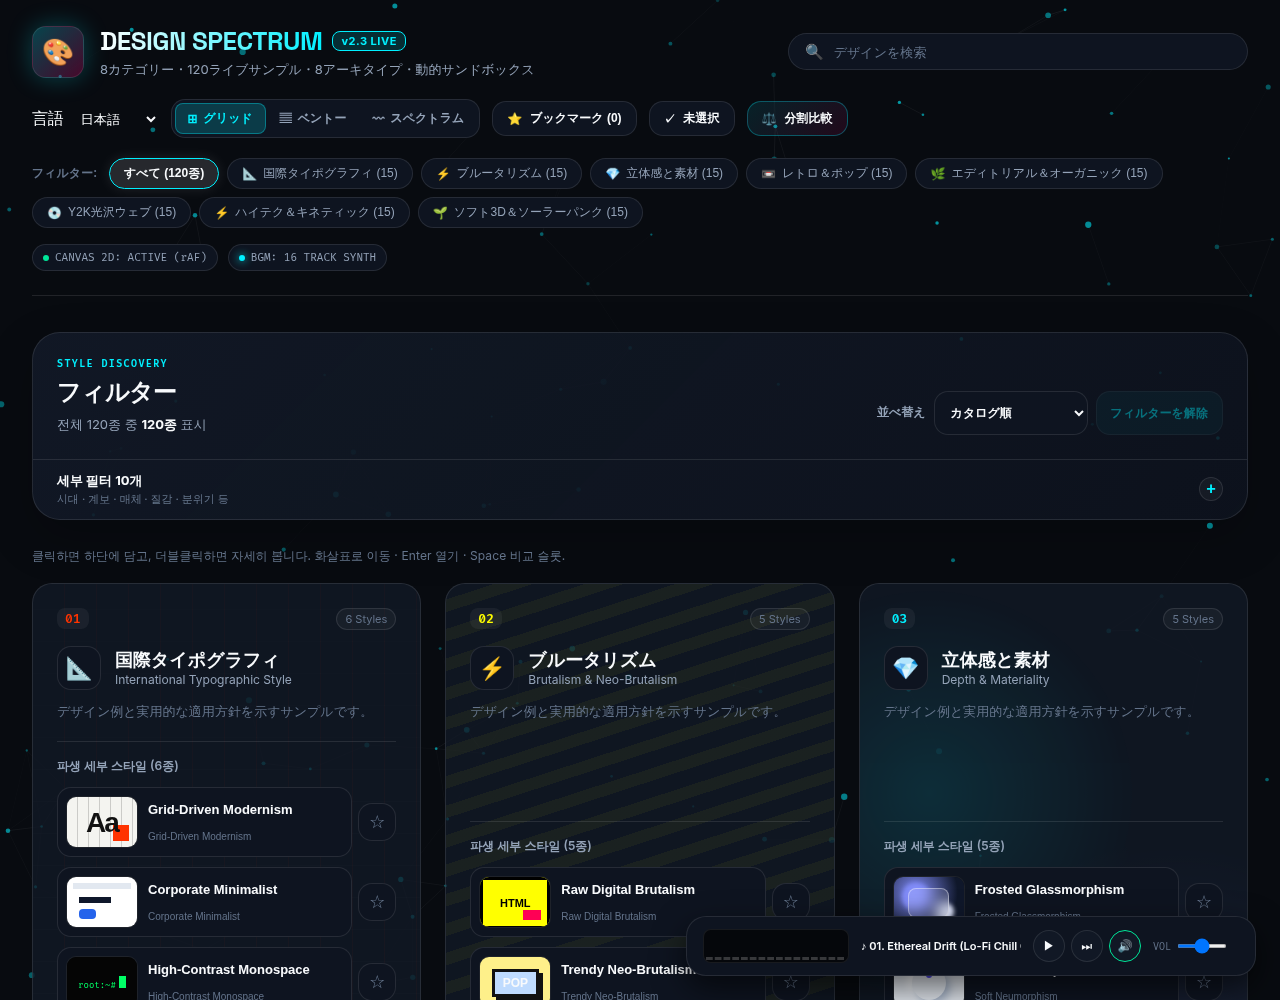 DESIGN SPECTRUM v2.3 LIVE
8カテゴリー・120ライブサンプル・8アーキタイプ・動的サンドボックス
デザインを検索
言語 日本語 グリッド ベントー スペクトラム ブックマーク (0) ✓ 未選択 分割比較
フィルター: すべて (120종) 国際タイポグラフィ (15) ブルータリズム (15) 立体感と素材 (15) レトロ＆ポップ (15) エディトリアル＆オーガニック (15)
Y2K光沢ウェブ (15) ハイテク＆キネティック (15) ソフト3D＆ソーラーパンク (15)
CANVAS 2D: ACTIVE (rAF) BGM: 16 TRACK SYNTH
STYLE DISCOVERY
フィルター
전체 120종 중 120종 표시
並べ替え カタログ順 フィルターを解除
세부 필터 10개
시대 · 계보 · 매체 · 질감 · 분위기 등
+
클릭하면 하단에 담고, 더블클릭하면 자세히 봅니다. 화살표로 이동 · Enter 열기 · Space 비교 슬롯.
01 6 Styles
国際タイポグラフィ
International Typographic Style
デザイン例と実用的な適用方針を示すサンプルです。
파생 세부 스타일 (6종)
Aa
Grid-Driven Modernism
Grid-Driven Modernism
Corporate Minimalist
Corporate Minimalist
root:~#
High-Contrast Monospace
High-Contrast Monospace
02 5 Styles
ブルータリズム
Brutalism & Neo-Brutalism
デザイン例と実用的な適用方針を示すサンプルです。
파생 세부 스타일 (5종)
HTML
Raw Digital Brutalism
Raw Digital Brutalism
POP
Trendy Neo-Brutalism
03 5 Styles
立体感と素材
Depth & Materiality
デザイン例と実用的な適用方針を示すサンプルです。
파생 세부 스타일 (5종)
Frosted Glassmorphism
Frosted Glassmorphism
Soft Neumorphism
♪ 01. Ethereal Drift (Lo-Fi Chill VOL